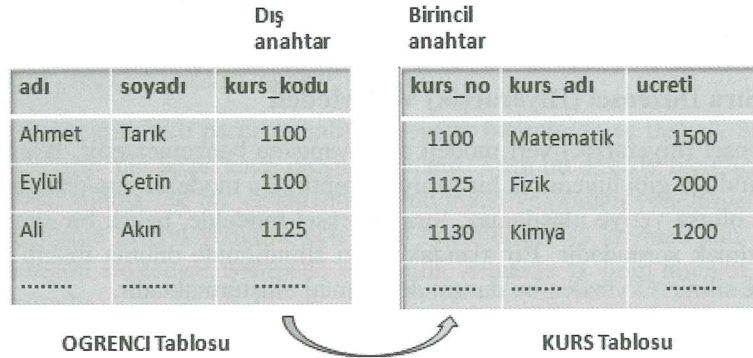 Dış anahtar
Birincil anahtar
adı soyadı kurs_kodu
Ahmet Tarık 1100
Eylül Çetin 1100
Ali Akın 1125
........ ........ ........
OGRENCI Tablosu
kurs_no kurs_adı ucreti
1100 Matematik 1500
1125 Fizik 2000
1130 Kimya 1200
........ ........ ........
KURS Tablosu